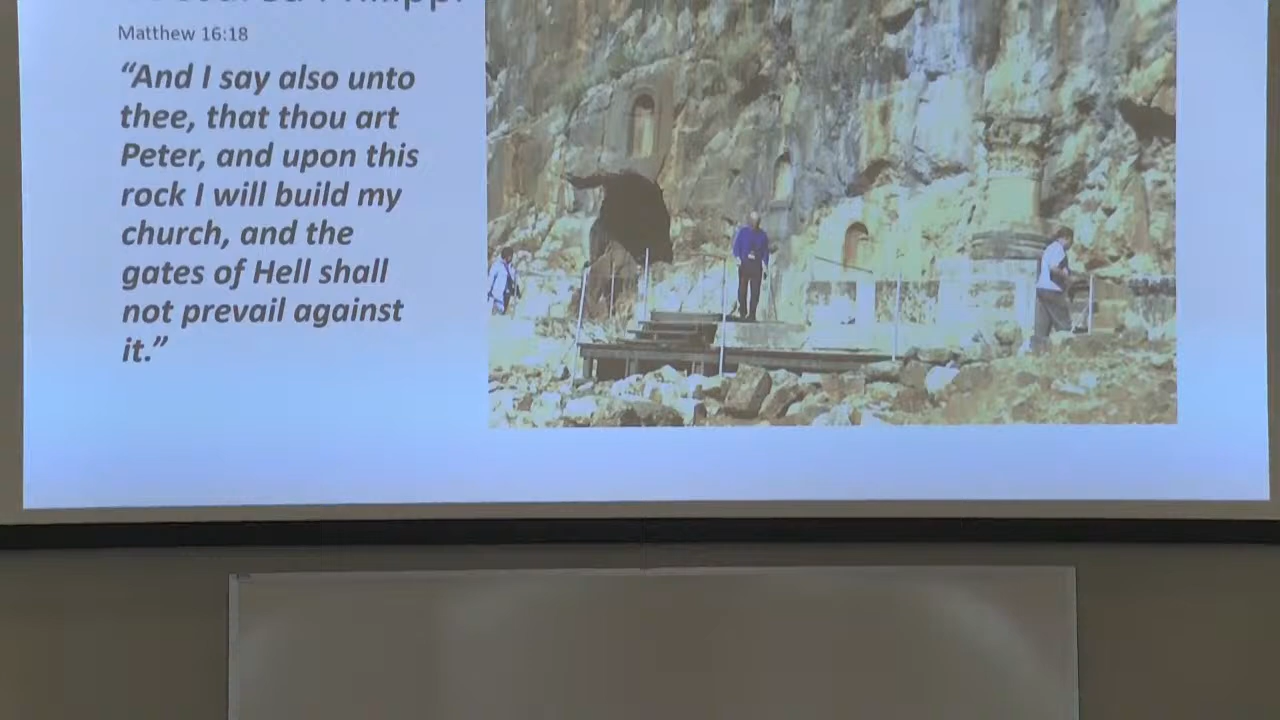 Matthew 16:18
“And I say also unto
thee, that thou art
Peter, and upon this
rock I will build my
church, and the
gates of Hell shall
not prevail against
it.”